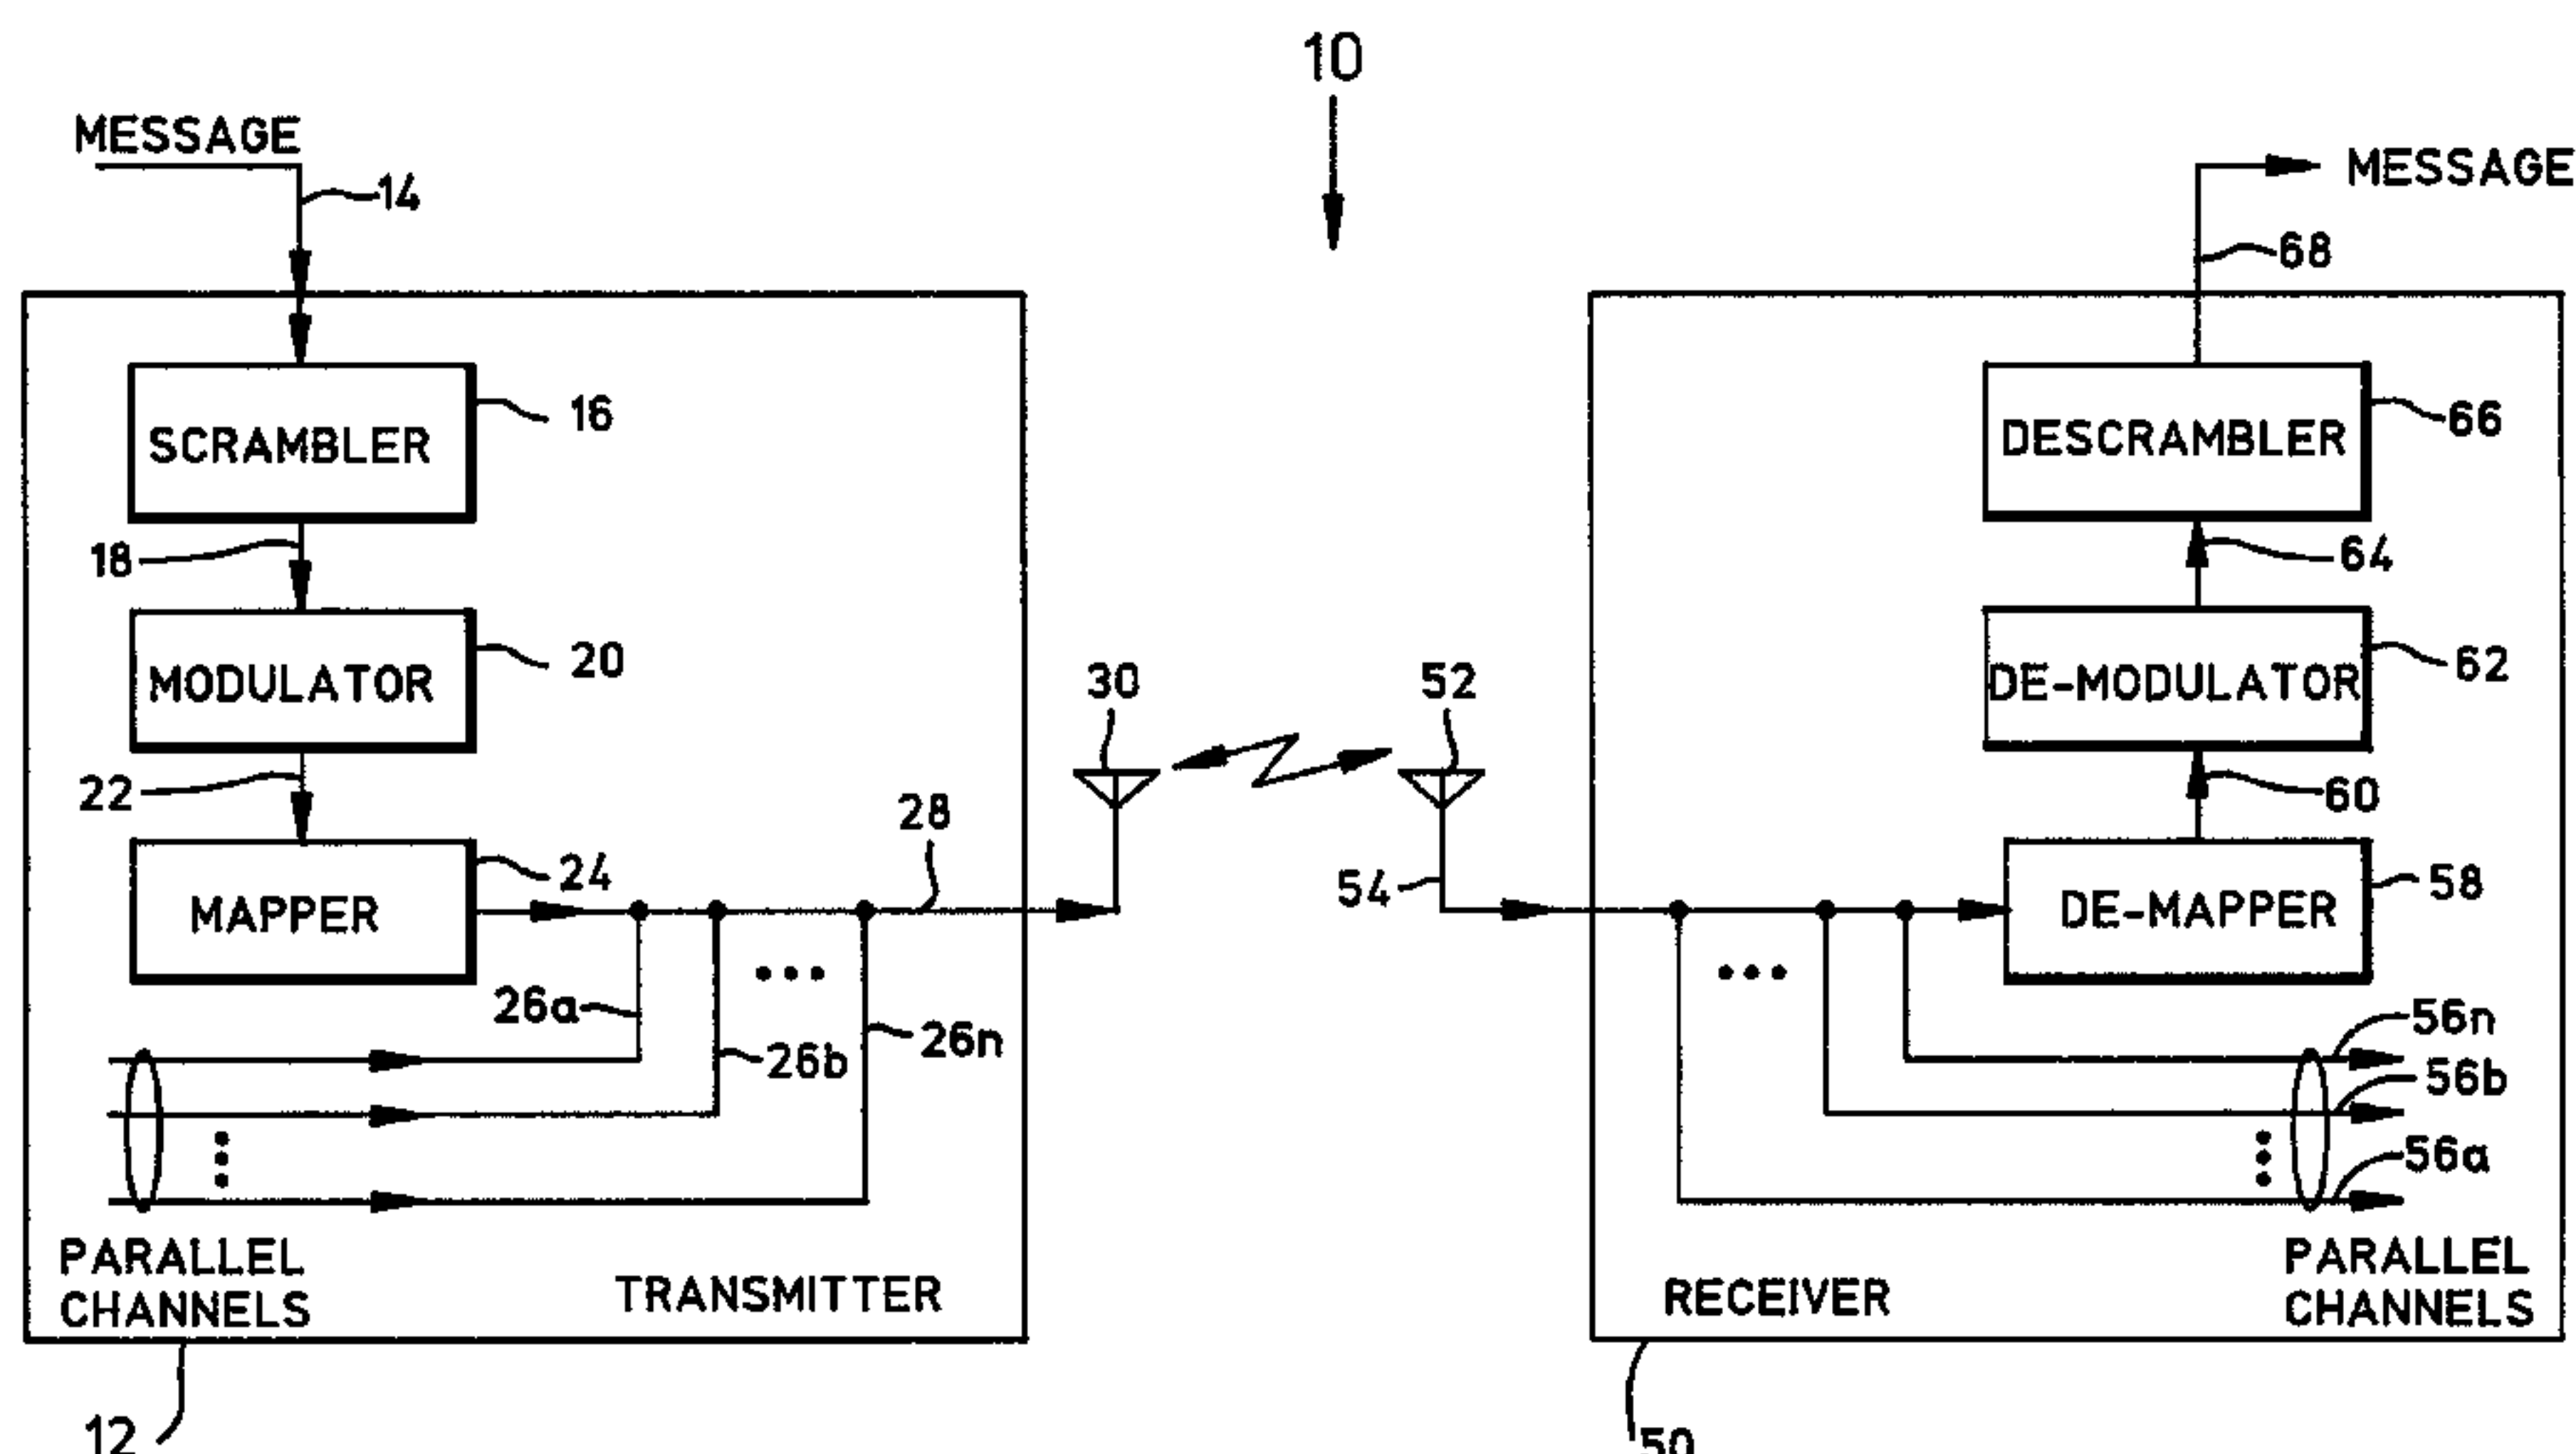 10
MESSAGE
14
MESSAGE
68
SCRAMBLER
16
DESCRAMBLER
66
18
64
MODULATOR
20
DE-MODULATOR
62
30
52
22
60
MAPPER
24
28
54
DE-MAPPER
58
26a
26b
26n
56n
56b
56a
PARALLEL
CHANNELS
TRANSMITTER
RECEIVER
PARALLEL
CHANNELS
12
50